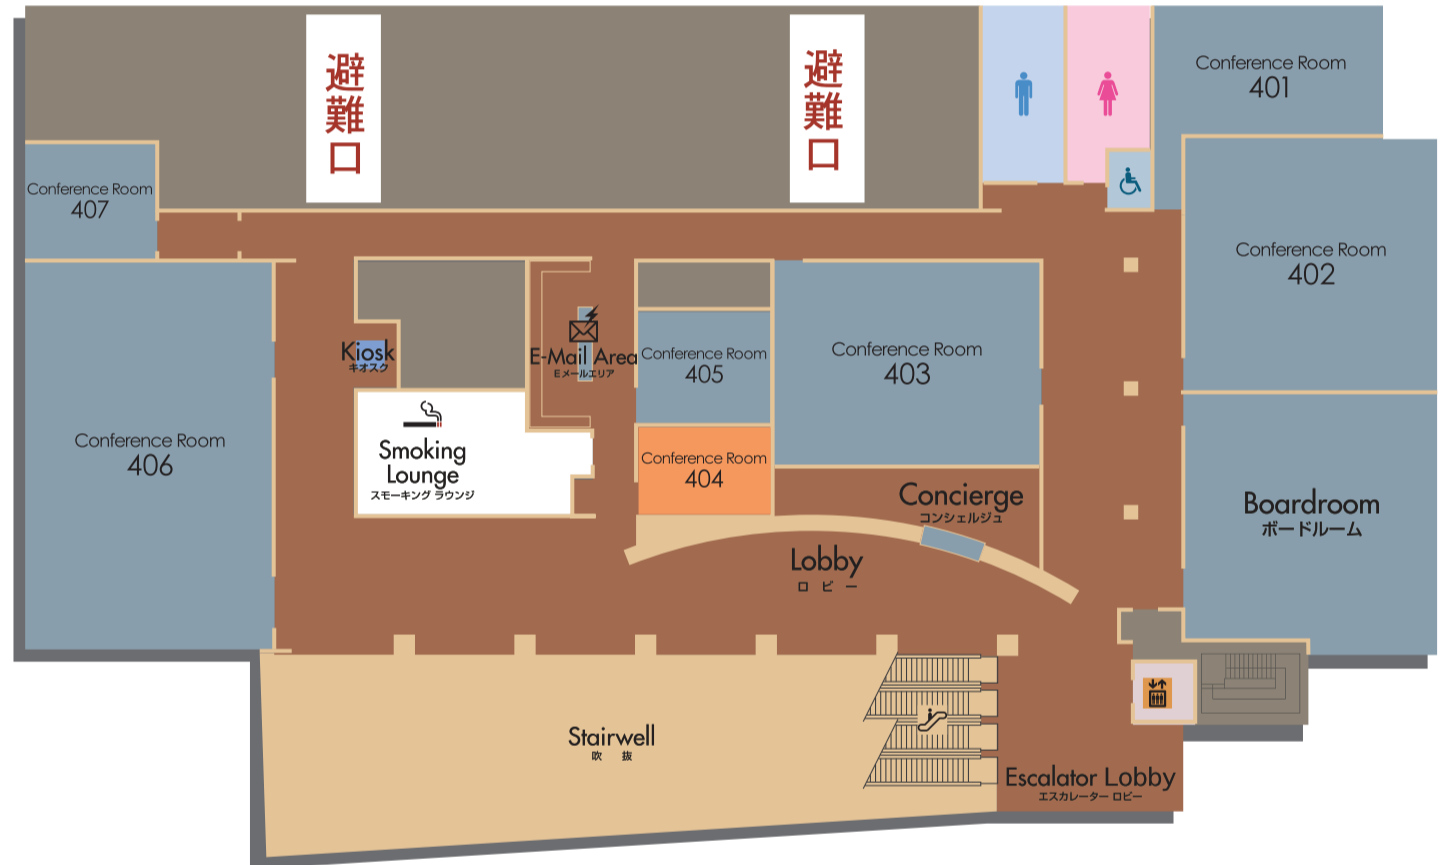 避難口
避難口
Conference Room
401
Conference Room
407
Conference Room
402
Kiosk
キオスク
E-Mail Area
Eメールエリア
Conference Room
405
Conference Room
403
Conference Room
406
Smoking
Lounge
スモーキング ラウンジ
Conference Room
404
Concierge
コンシェルジュ
Boardroom
ボードルーム
Lobby
ロビー
Stairwell
吹抜
Escalator Lobby
エスカレーター ロビー